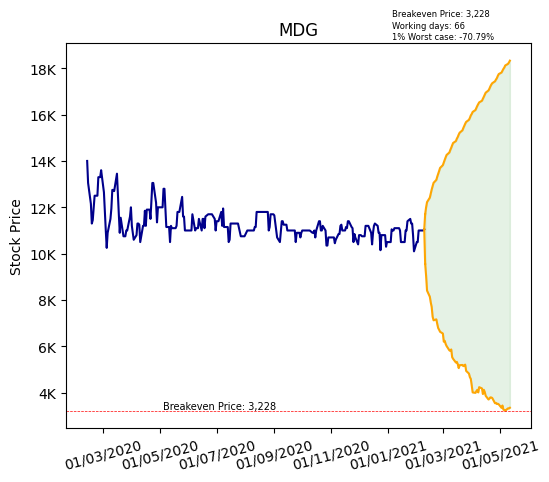 Breakeven Price: 3,228
Working days: 66
1% Worst case: -70.79%
MDG
Stock Price
18K
16K
14K
12K
10K
8K
6K
4K
Breakeven Price: 3,228
01/03/2020
01/05/2020
01/07/2020
01/09/2020
01/11/2020
01/01/2021
01/03/2021
01/05/2021